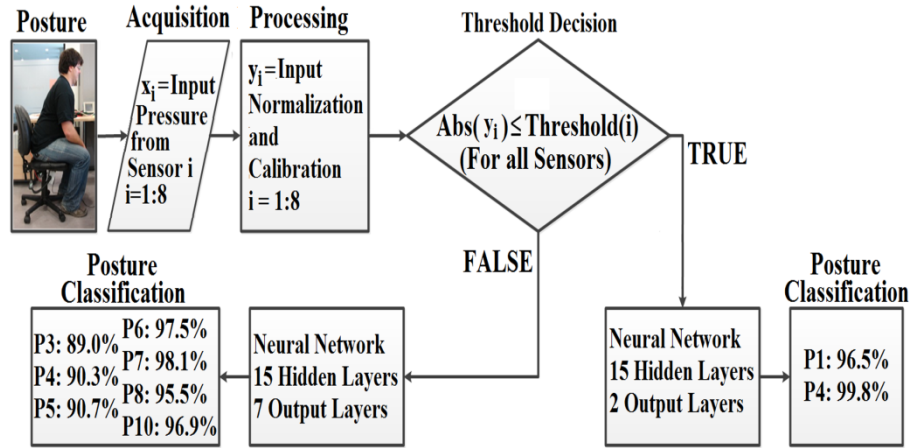 Posture
Acquisition
Processing
Threshold Decision
x_i=Input
Pressure
from
Sensor i
i=1:8
y_i=Input
Normalization
and
Calibration
i = 1:8
Abs( y_i )≤ Threshold(i)
(For all Sensors)
TRUE
FALSE
Posture
Classification
P3: 89.0%
P4: 90.3%
P5: 90.7%
P6: 97.5%
P7: 98.1%
P8: 95.5%
P10: 96.9%
Neural Network
15 Hidden Layers
7 Output Layers
Neural Network
15 Hidden Layers
2 Output Layers
Posture
Classification
P1: 96.5%
P4: 99.8%